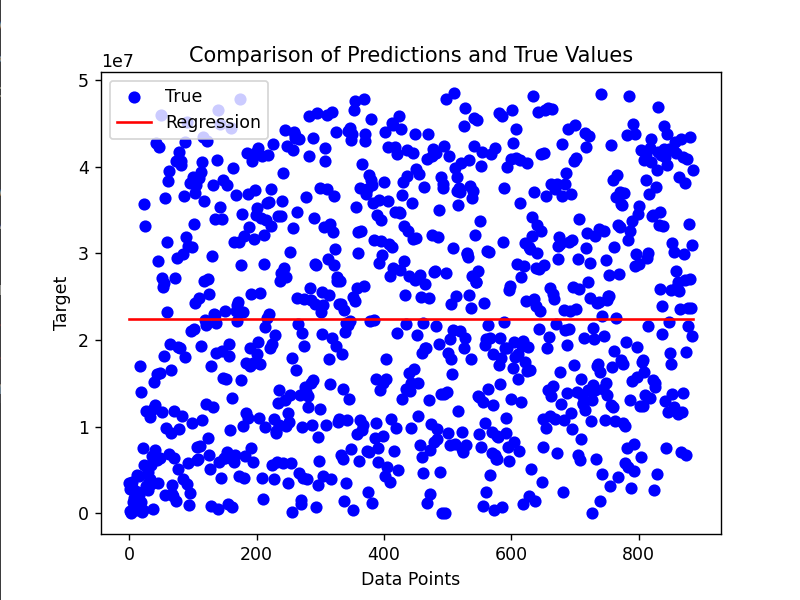 Comparison of Predictions and True Values
1e7
5
4
3
2
1
0
Target
True
Regression
0 200 400 600 800
Data Points